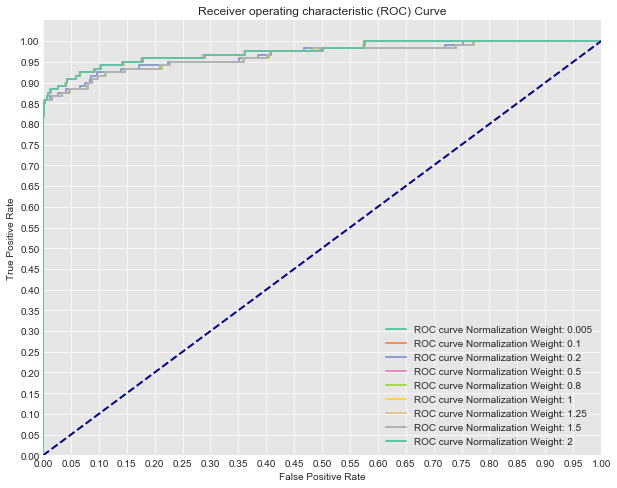 Receiver operating characteristic (ROC) Curve
True Positive Rate
1.00
0.95
0.90
0.85
0.80
0.75
0.70
0.65
0.60
0.55
0.50
0.45
0.40
0.35
0.30
0.25
0.20
0.15
0.10
0.05
0.00
ROC curve Normalization Weight: 0.005
ROC curve Normalization Weight: 0.1
ROC curve Normalization Weight: 0.2
ROC curve Normalization Weight: 0.5
ROC curve Normalization Weight: 0.8
ROC curve Normalization Weight: 1
ROC curve Normalization Weight: 1.25
ROC curve Normalization Weight: 1.5
ROC curve Normalization Weight: 2
0.00 0.05 0.10 0.15 0.20 0.25 0.30 0.35 0.40 0.45 0.50 0.55 0.60 0.65 0.70 0.75 0.80 0.85 0.90 0.95 1.00
False Positive Rate